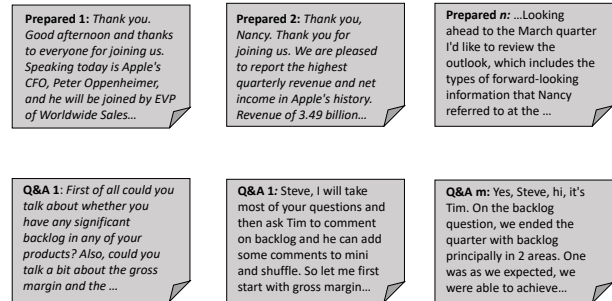 Prepared 1: Thank you.
Good afternoon and thanks
to everyone for joining us.
Speaking today is Apple's
CFO, Peter Oppenheimer,
and he will be joined by EVP
of Worldwide Sales…
Prepared 2: Thank you,
Nancy. Thank you for
joining us. We are pleased
to report the highest
quarterly revenue and net
income in Apple's history.
Revenue of 3.49 billion…
Prepared n: …Looking
ahead to the March quarter
I'd like to review the
outlook, which includes the
types of forward-looking
information that Nancy
referred to at the …
Q&A 1: First of all could you
talk about whether you
have any significant
backlog in any of your
products? Also, could you
talk a bit about the gross
margin and the …
Q&A 1: Steve, I will take
most of your questions and
then ask Tim to comment
on backlog and he can add
some comments to mini
and shuffle. So let me first
start with gross margin…
Q&A m: Yes, Steve, hi, it's
Tim. On the backlog
question, we ended the
quarter with backlog
principally in 2 areas. One
was as we expected, we
were able to achieve…